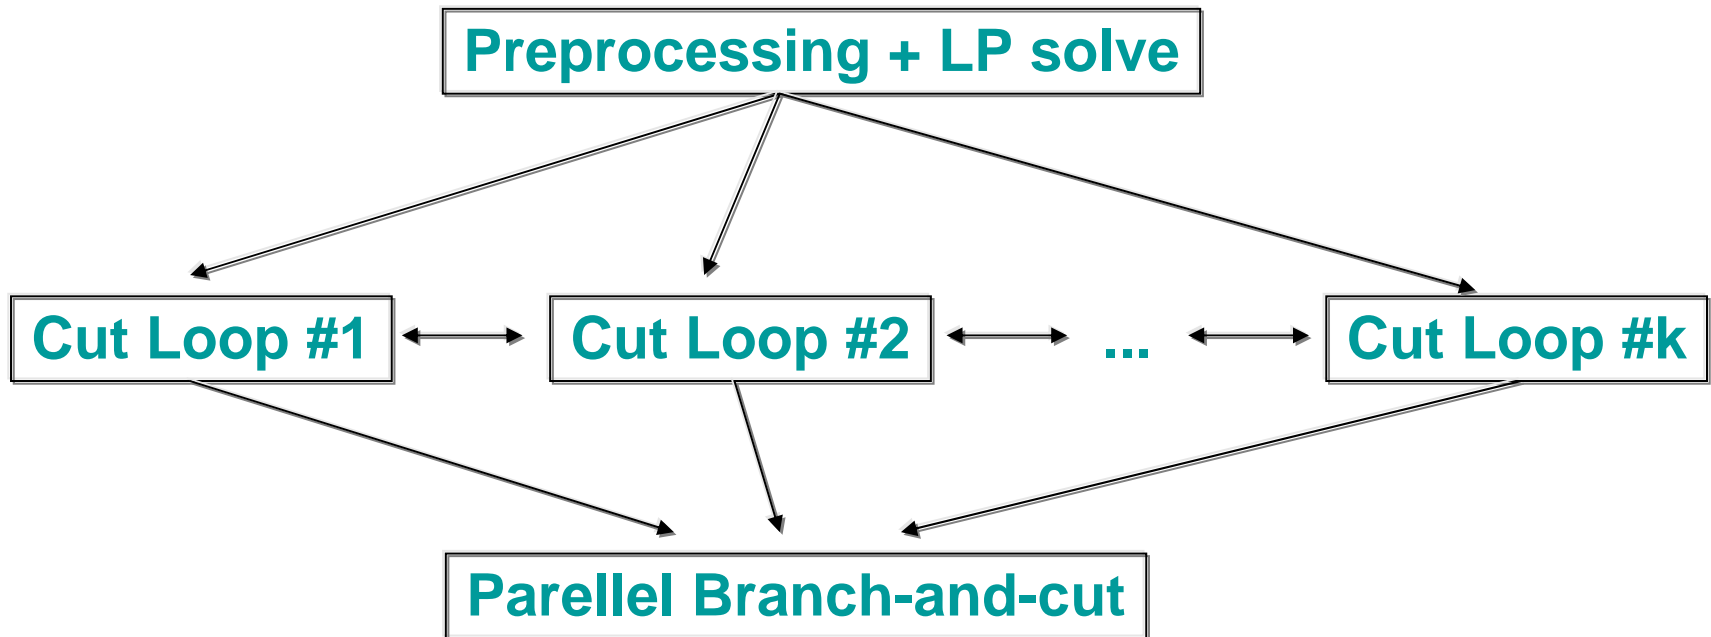 Preprocessing + LP solve
Cut Loop #1
Cut Loop #2
...
Cut Loop #k
Parellel Branch-and-cut